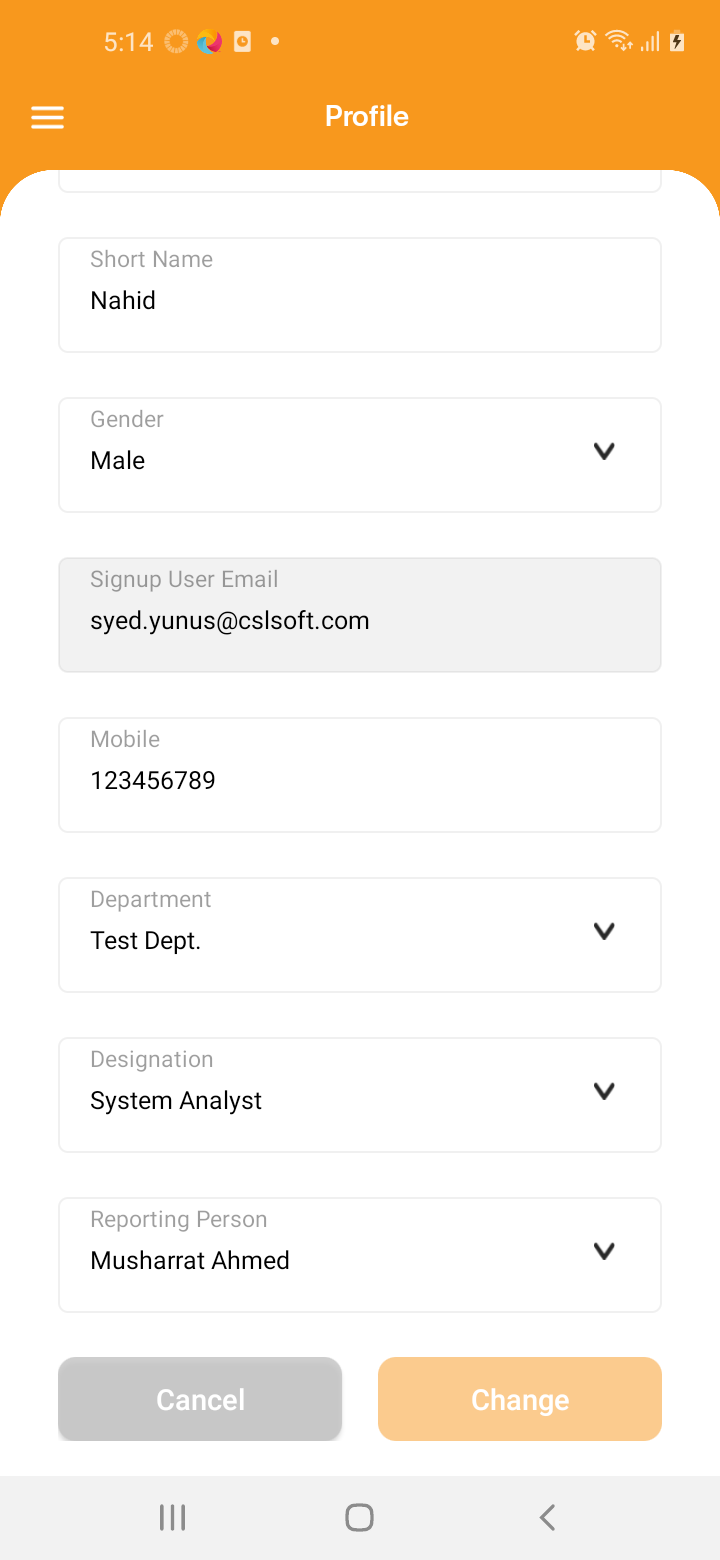 5:14
Profile
Short Name
Nahid
Gender
Male
Signup User Email
syed.yunus@cslsoft.com
Mobile
123456789
Department
Test Dept.
Designation
System Analyst
Reporting Person
Musharrat Ahmed
Cancel
Change